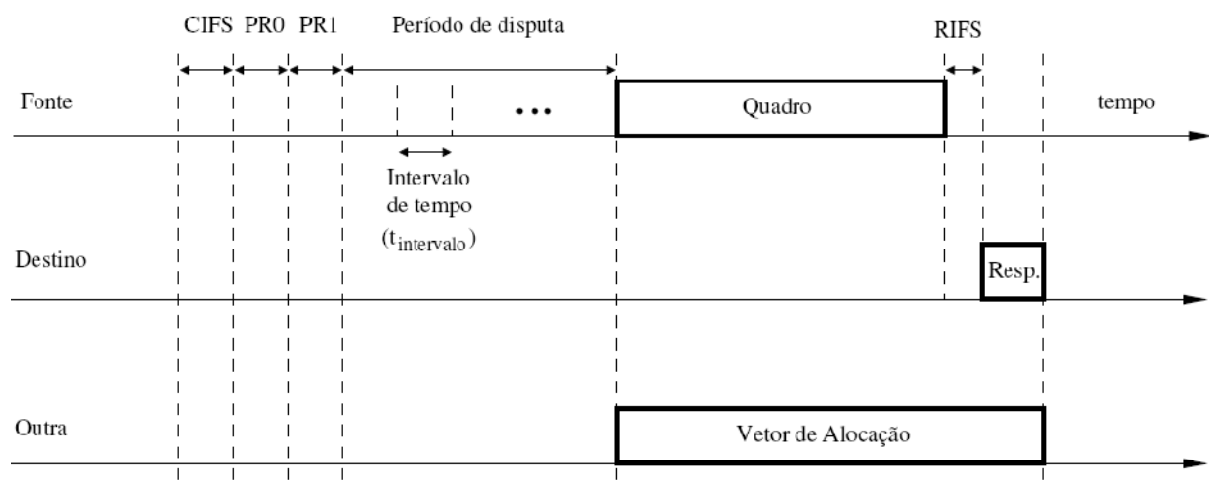 CIFS PR0 PR1 Período de disputa RIFS
Fonte
...
Quadro
tempo
Intervalo
de tempo
(tintervalo)
Destino
Resp.
Outra
Vetor de Alocação